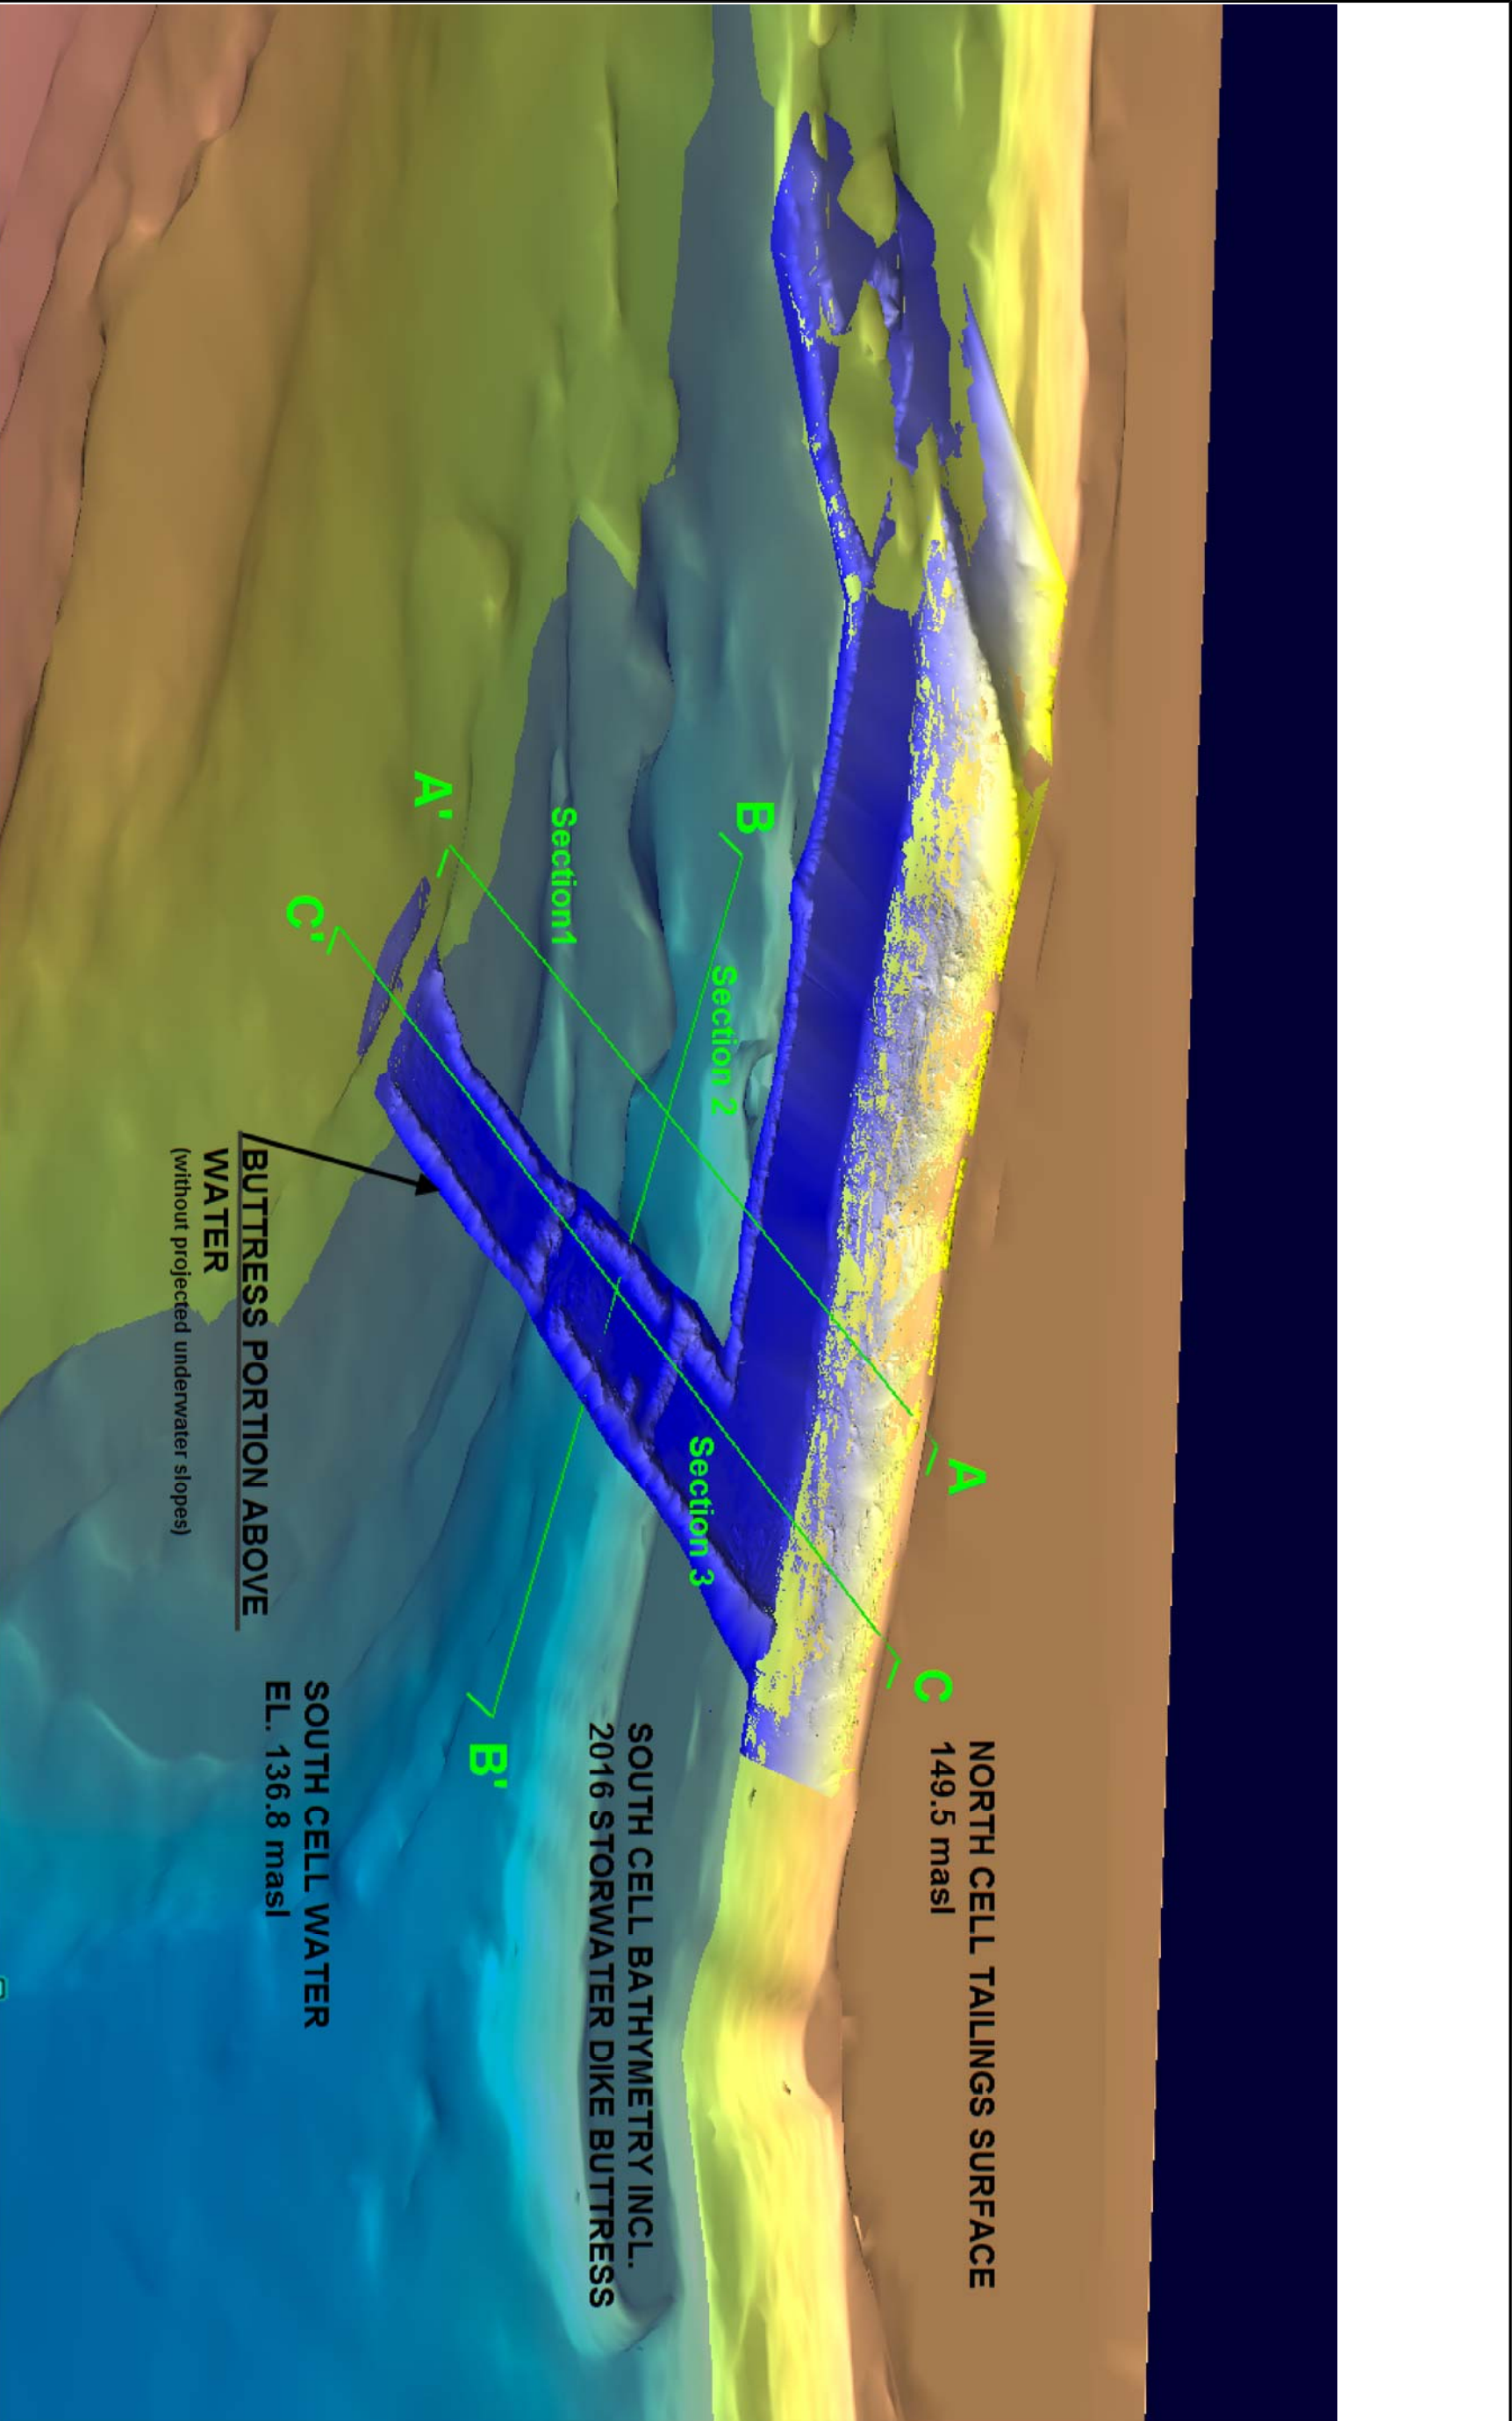 NORTH CELL TAILINGS SURFACE
149.5 masl
A
C
B
Section 2
Section 3
SOUTH CELL BATHYMETRY INCL.
2016 STORWATER DIKE BUTTRESS
Section1
A'
B'
C'
SOUTH CELL WATER
EL. 136.8 masl
BUTTRESS PORTION ABOVE
WATER
(without projected underwater slopes)